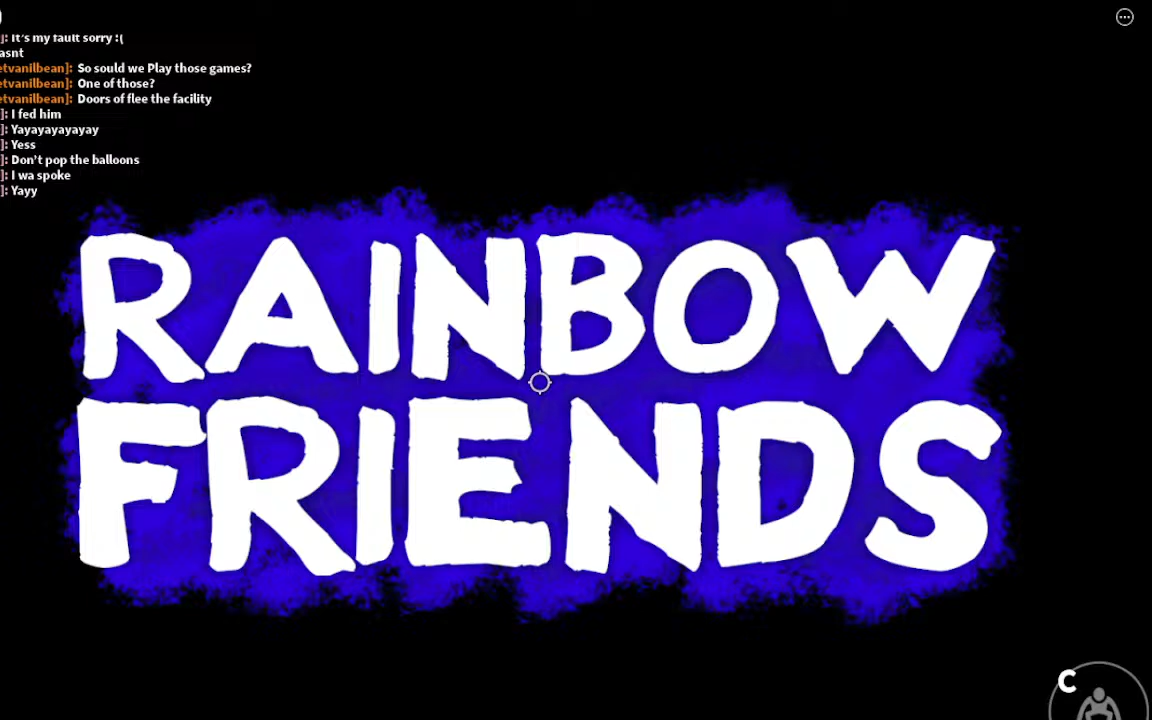 ]: It's my fault sorry :(
asnt
etvanilbean]: So sould we Play those games?
etvanilbean]: One of those?
etvanilbean]: Doors of flee the facility
]: I fed him
]: Yayayayayayay
]: Yess
]: Don't pop the balloons
]: I wa spoke
]: Yayy
RAINBOW
FRIENDS
C